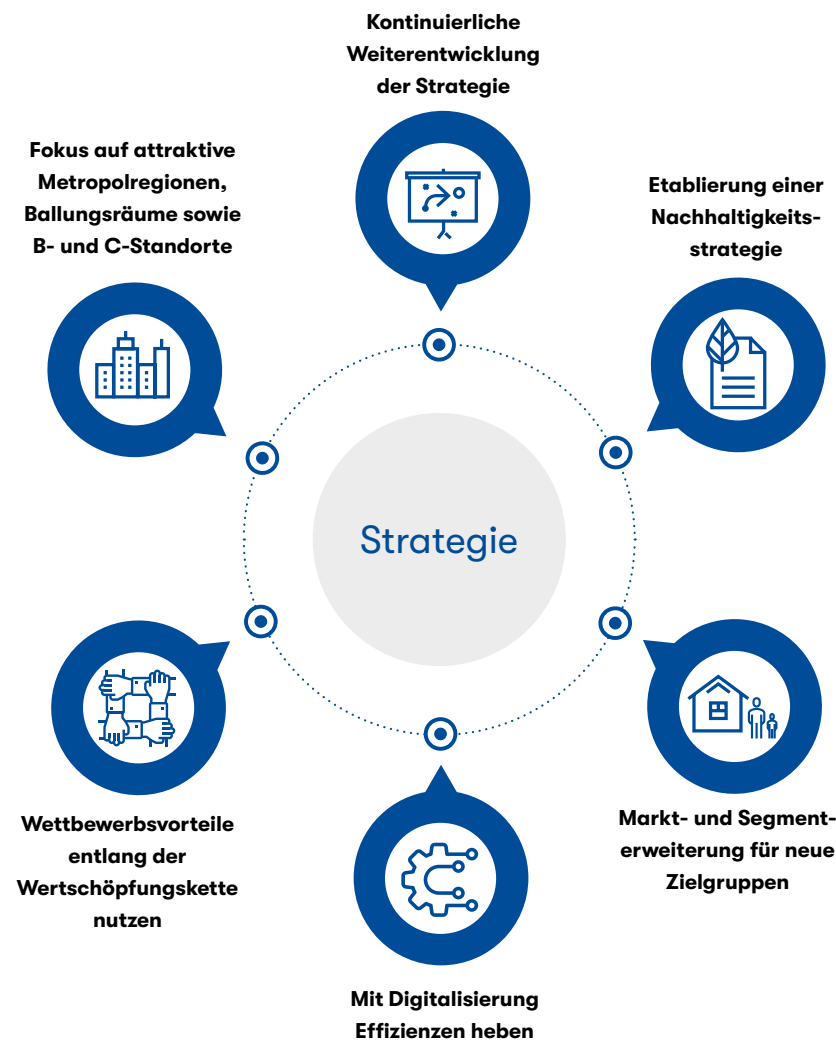 Kontinuierliche
Weiterentwicklung
der Strategie
Fokus auf attraktive
Metropolregionen,
Ballungsräume sowie
B- und C-Standorte
Etablierung einer
Nachhaltigkeits-
strategie
Strategie
Wettbewerbsvorteile
entlang der
Wertschöpfungskette
nutzen
Markt- und Segment-
erweiterung für neue
Zielgruppen
Mit Digitalisierung
Effizienzen heben